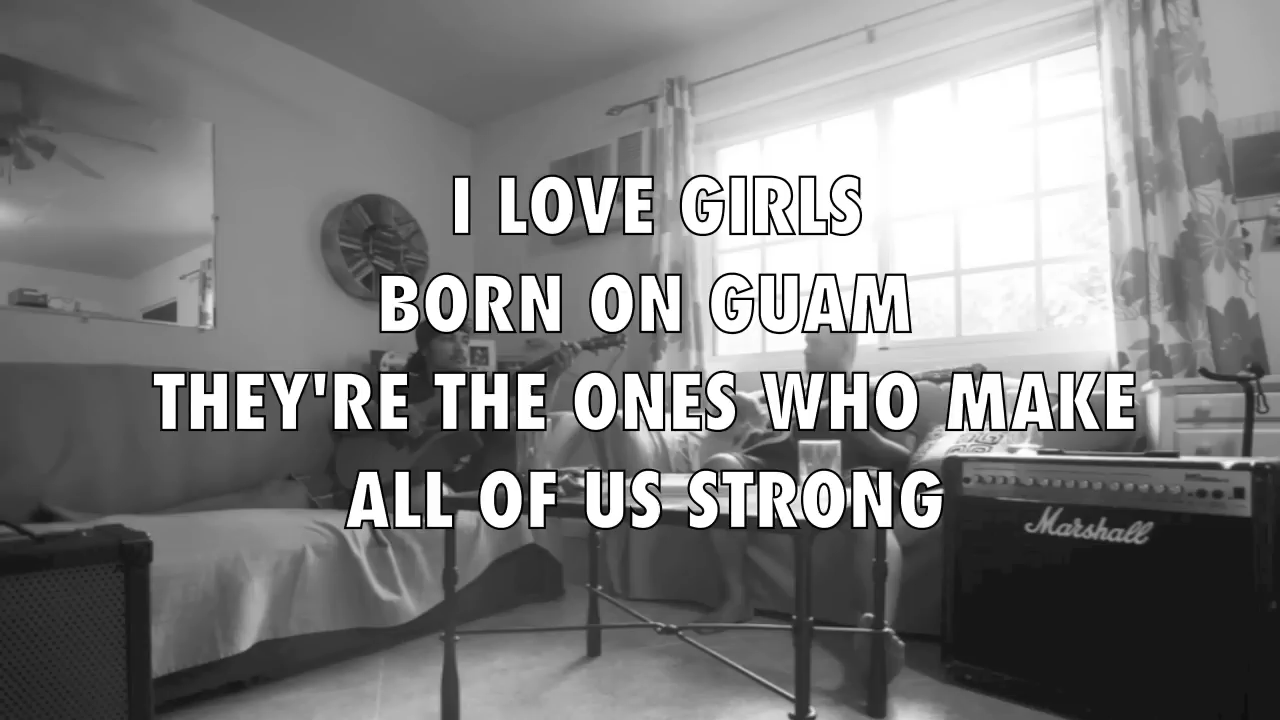 I LOVE GIRLS
BORN ON GUAM
THEY'RE THE ONES WHO MAKE
ALL OF US STRONG
Marshall